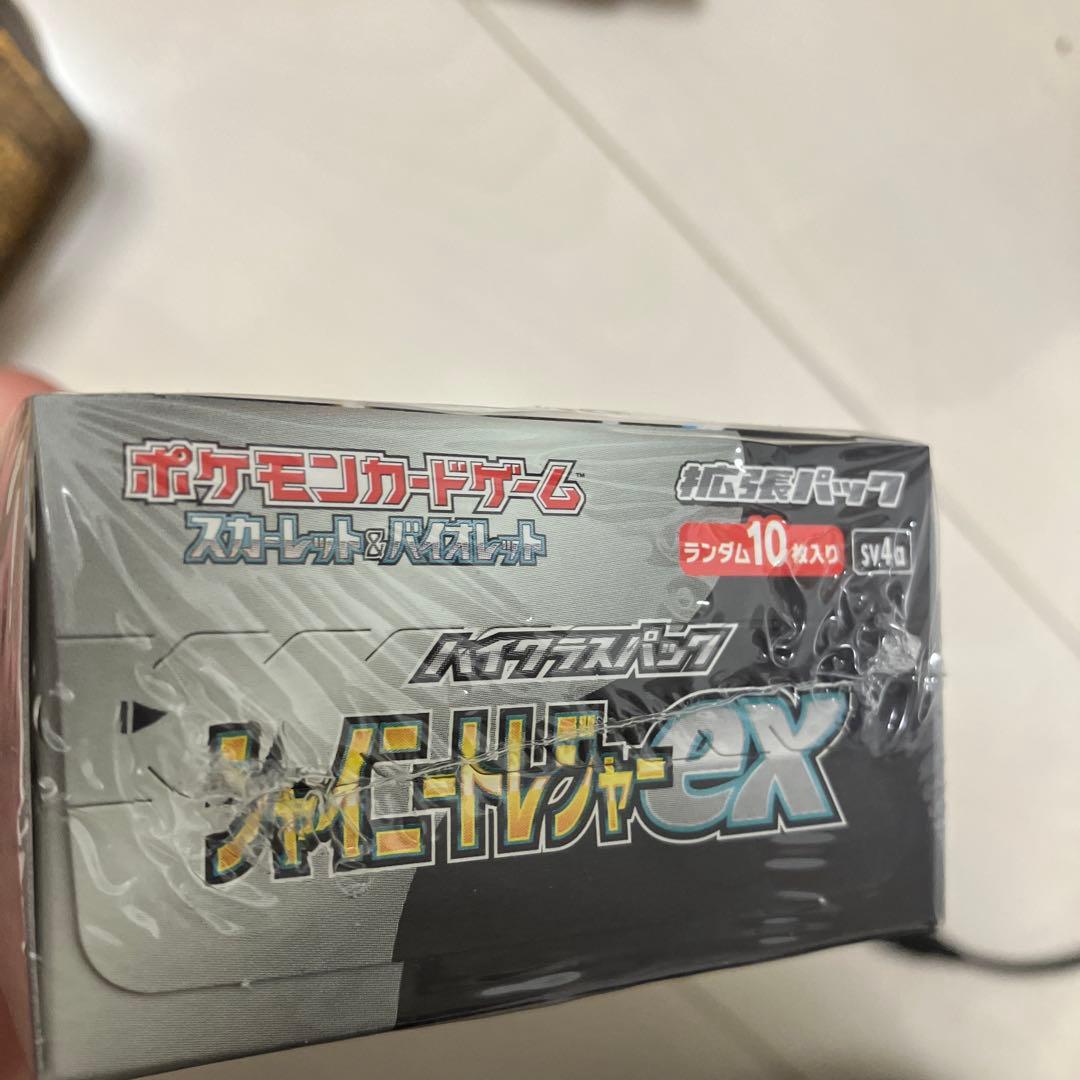 ポケモンカードゲーム™
スカーレット&バイオレット
拡張パック
ランダム10枚入り
sv4a
ハイクラスパック
シャイニートレジャーex